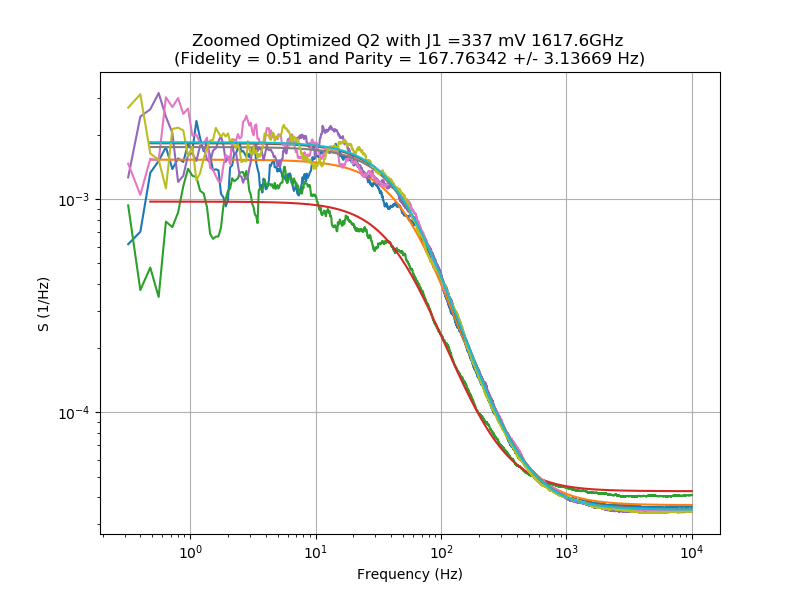 Zoomed Optimized Q2 with J1 =337 mV 1617.6GHz
(Fidelity = 0.51 and Parity = 167.76342 +/- 3.13669 Hz)
S (1/Hz)
10⁻³
10⁻⁴
10⁰ 10¹ 10² 10³ 10⁴
Frequency (Hz)